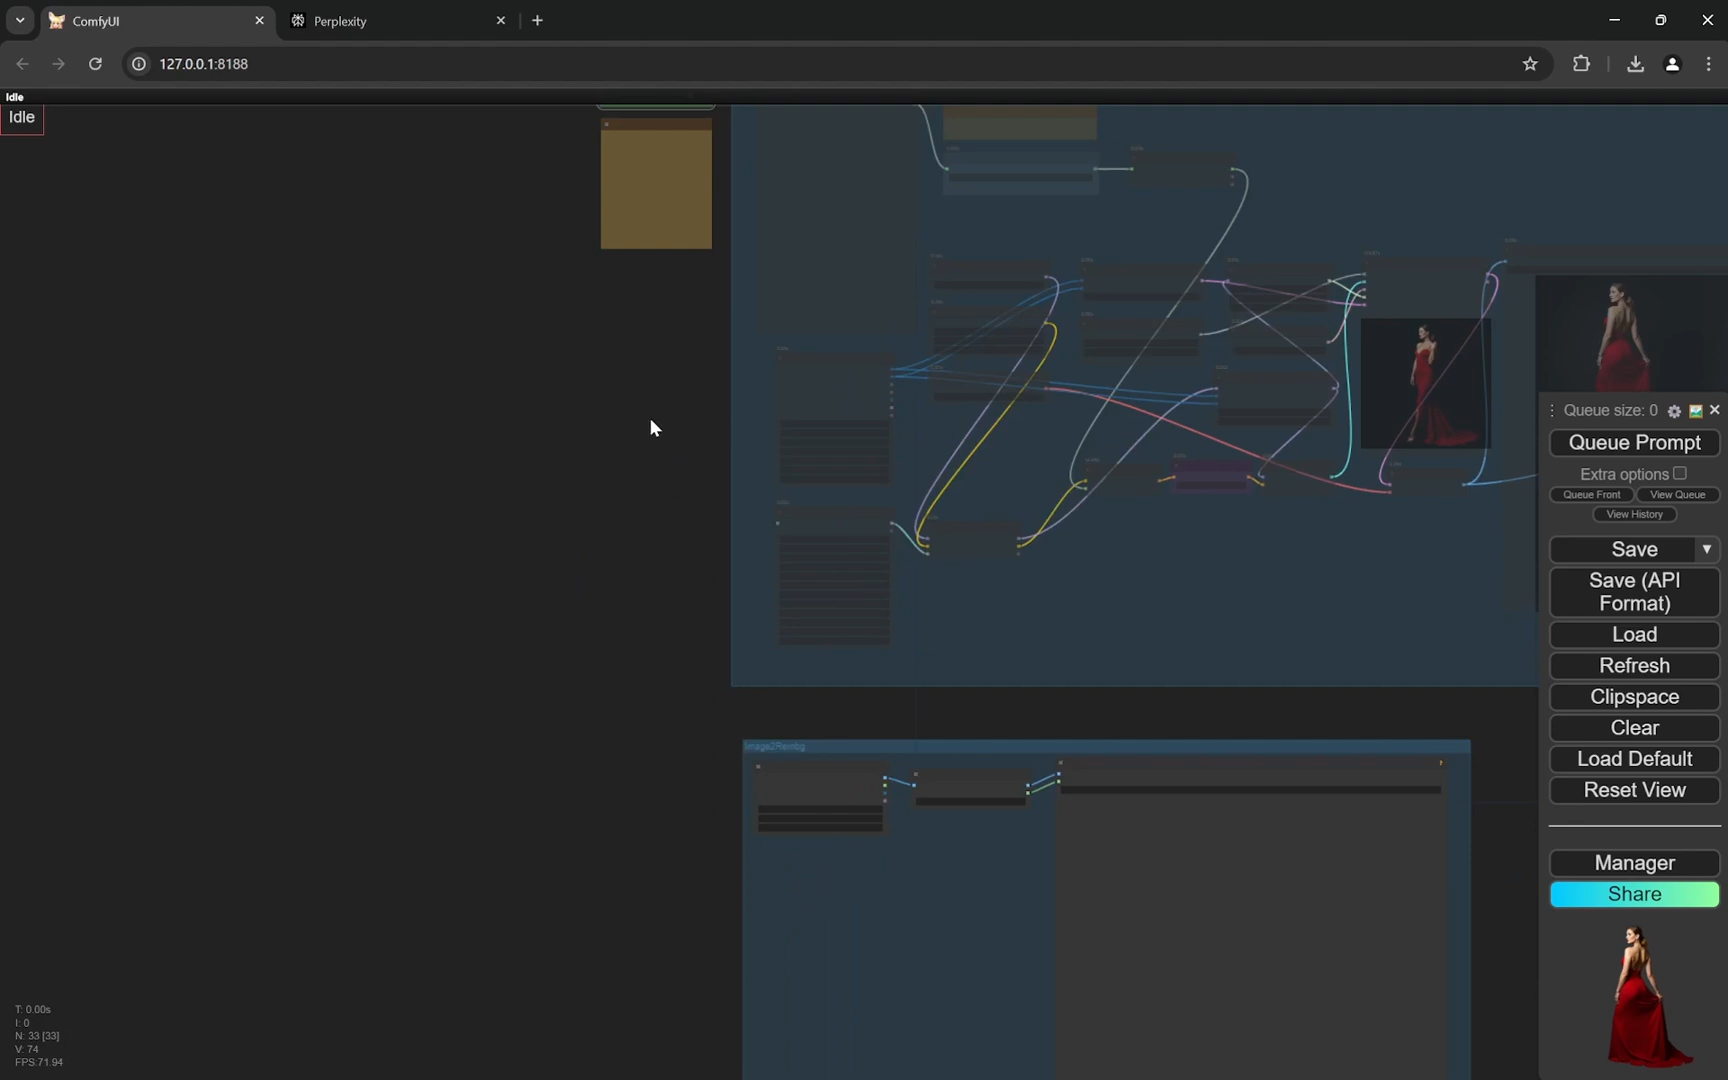 ComfyUI
Perplexity
127.0.0.1:8188
Idle
Idle
Queue size: 0
Queue Prompt
Extra options
Queue Front
View Queue
View History
Save
Save (API Format)
Load
Refresh
Clipspace
Clear
Load Default
Reset View
Image2Rembg
Manager
Share
T: 0.00s
I: 0
N: 33 [33]
V: 74
FPS:71.94